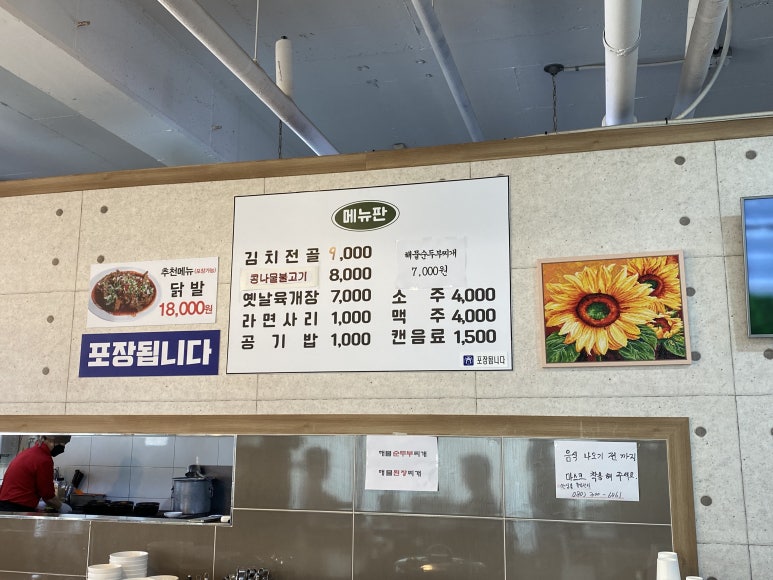 메뉴판
김치전골 9,000
콩나물불고기 8,000
옛날육개장 7,000
라면사리 1,000
공기밥 1,000
해물순두부찌개
7,000원
소주 4,000
맥주 4,000
캔음료 1,500
포장됩니다
추천메뉴(포장가능)
닭발
18,000원
포장됩니다
해물순두부찌개
해물된장찌개
음식 나오기 전까지
마스크 착용해 주세요.